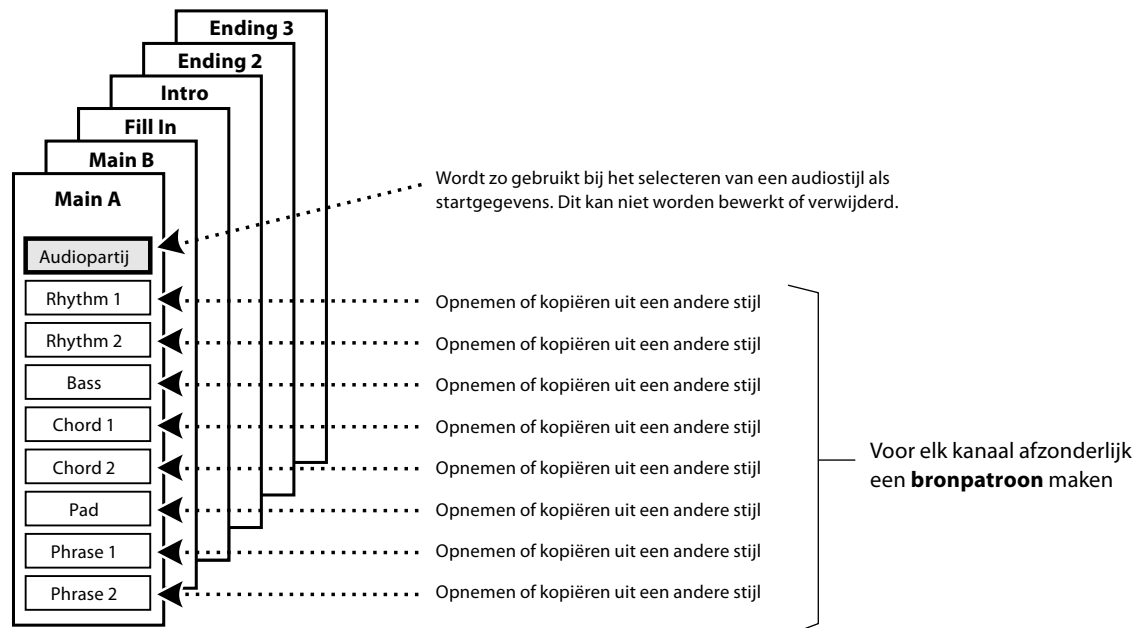 Ending 3
Ending 2
Intro
Fill In
Main B
Main A
Wordt zo gebruikt bij het selecteren van een audiostijl als
startgegevens. Dit kan niet worden bewerkt of verwijderd.
Audiopartij
Rhythm 1
Opnemen of kopiëren uit een andere stijl
Rhythm 2
Opnemen of kopiëren uit een andere stijl
Bass
Opnemen of kopiëren uit een andere stijl
Chord 1
Opnemen of kopiëren uit een andere stijl
Chord 2
Opnemen of kopiëren uit een andere stijl
Pad
Opnemen of kopiëren uit een andere stijl
Phrase 1
Opnemen of kopiëren uit een andere stijl
Phrase 2
Opnemen of kopiëren uit een andere stijl
Voor elk kanaal afzonderlijk
een bronpatroon maken